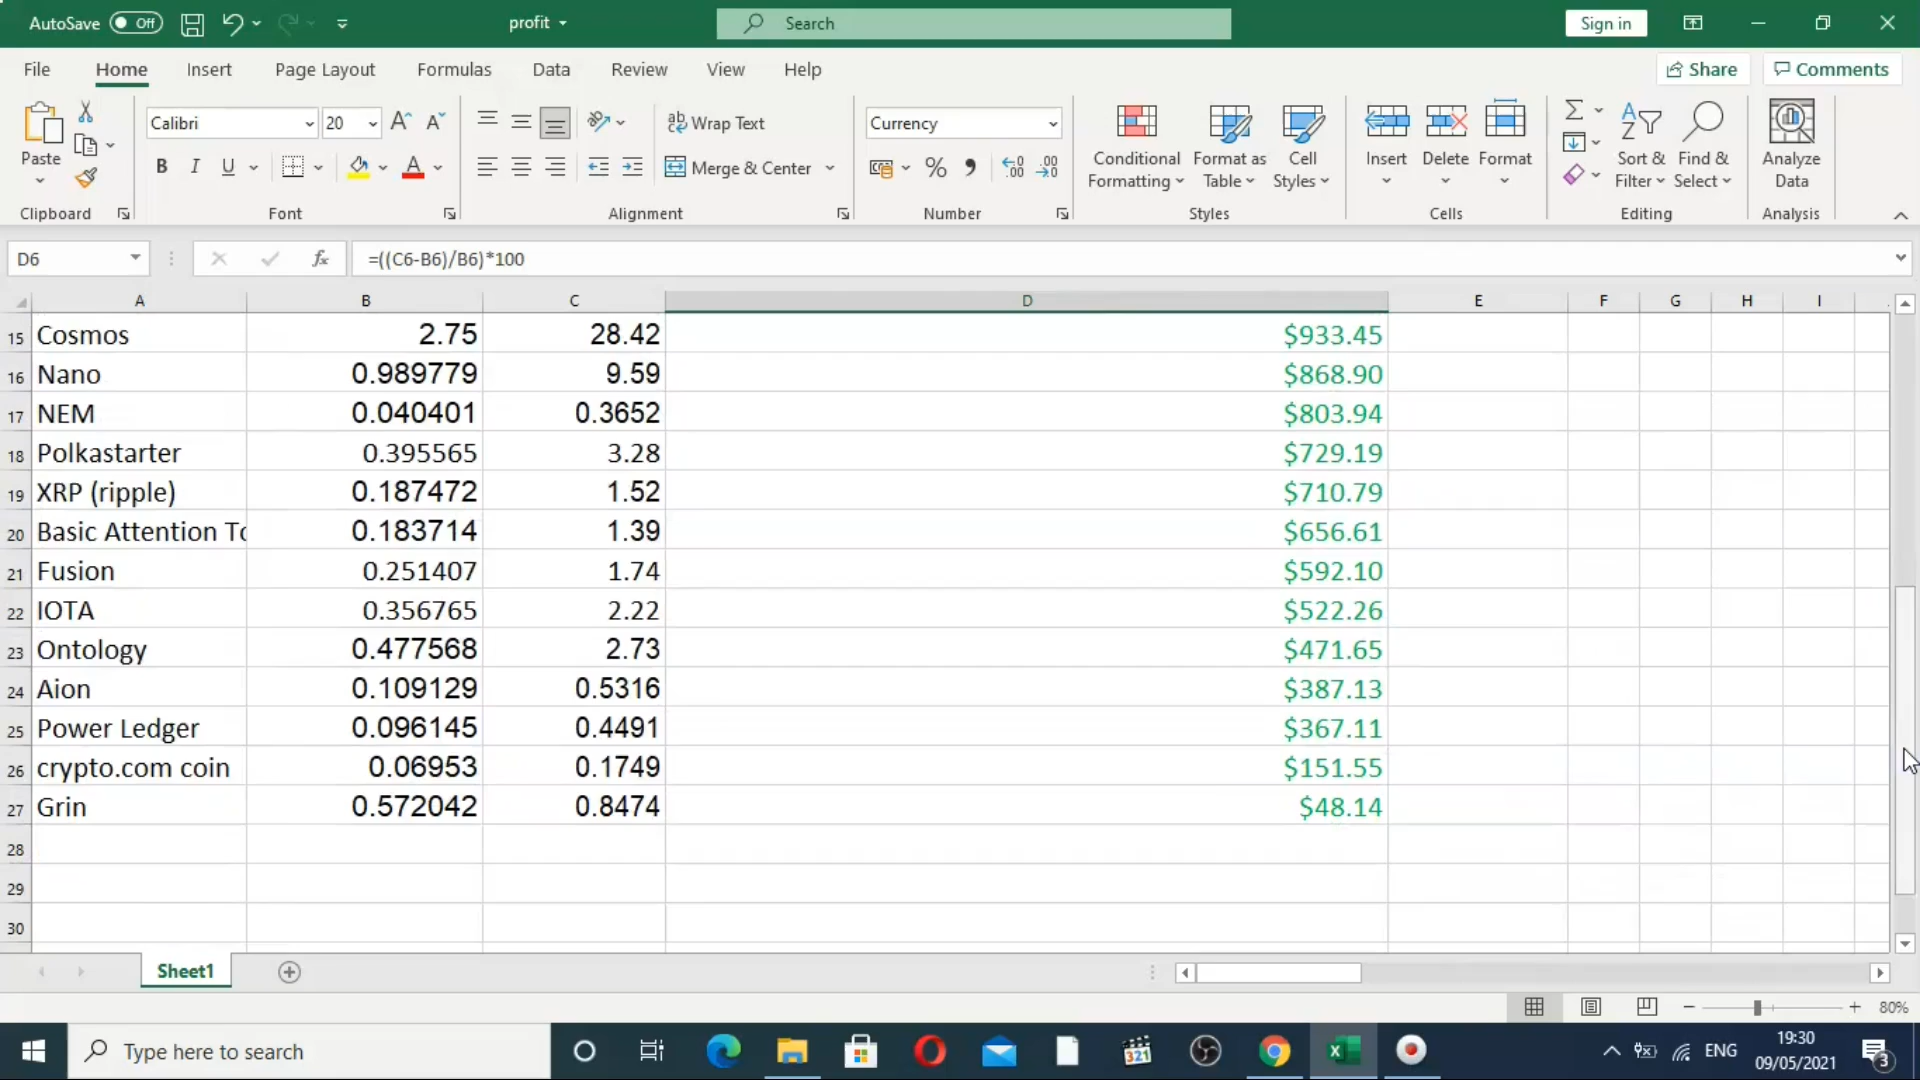 AutoSave Off profit Search Sign in
File Home Insert Page Layout Formulas Data Review View Help Share Comments
Paste
Calibri 20
B I U
ab Wrap Text
Merge & Center
Currency
% 9
Conditional Formatting
Format as Table
Cell Styles
Insert Delete Format
Sort & Filter
Find & Select
Analyze Data
Clipboard Font Alignment Number Styles Cells Editing Analysis
D6 fx =((C6-B6)/B6)*100
A B C D E F G H I
15 Cosmos 2.75 28.42 $933.45
16 Nano 0.989779 9.59 $868.90
17 NEM 0.040401 0.3652 $803.94
18 Polkastarter 0.395565 3.28 $729.19
19 XRP (ripple) 0.187472 1.52 $710.79
20 Basic Attention To 0.183714 1.39 $656.61
21 Fusion 0.251407 1.74 $592.10
22 IOTA 0.356765 2.22 $522.26
23 Ontology 0.477568 2.73 $471.65
24 Aion 0.109129 0.5316 $387.13
25 Power Ledger 0.096145 0.4491 $367.11
26 crypto.com coin 0.06953 0.1749 $151.55
27 Grin 0.572042 0.8474 $48.14
28
29
30
Sheet1
80%
Type here to search
321
ENG
19:30
09/05/2021
3